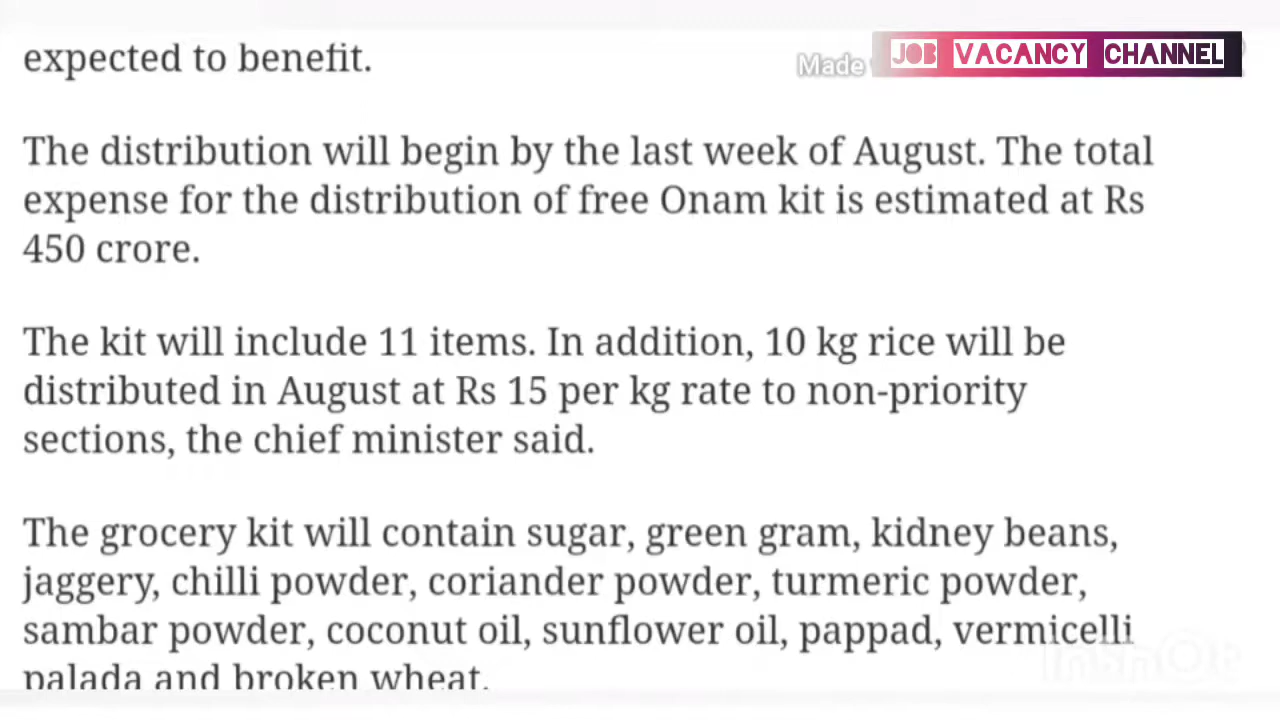 expected to benefit.
Made
JOB VACANCY CHANNEL
The distribution will begin by the last week of August. The total
expense for the distribution of free Onam kit is estimated at Rs
450 crore.
The kit will include 11 items. In addition, 10 kg rice will be
distributed in August at Rs 15 per kg rate to non-priority
sections, the chief minister said.
The grocery kit will contain sugar, green gram, kidney beans,
jaggery, chilli powder, coriander powder, turmeric powder,
sambar powder, coconut oil, sunflower oil, pappad, vermicelli
palada and broken wheat.